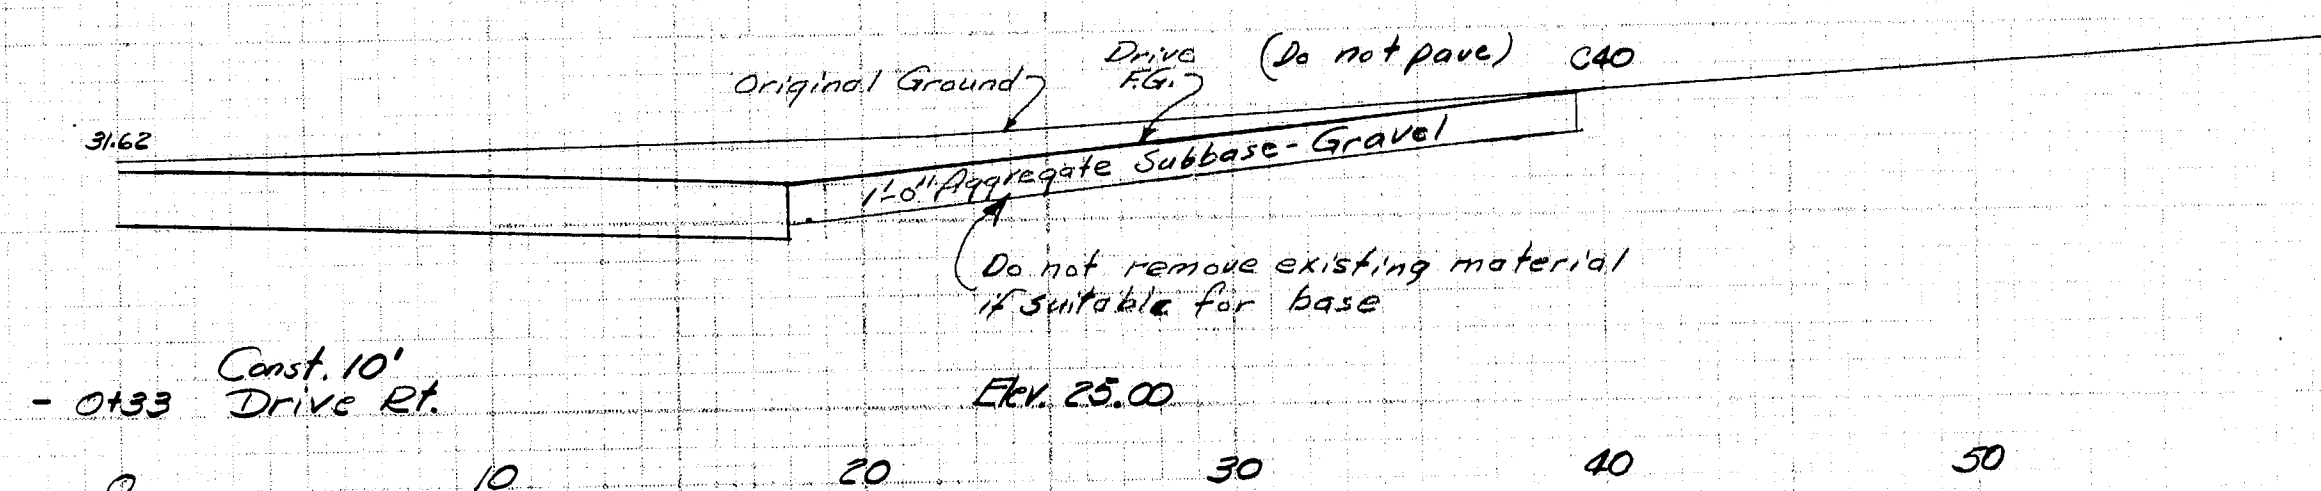 Drive (Do not pave) C40
Original Ground F.G.
31.62
1'-0" Aggregate Subbase - Gravel
Do not remove existing material
if suitable for base
Const. 10'
- 0+33 Drive Rt.
Elev. 25.00
0 10 20 30 40 50